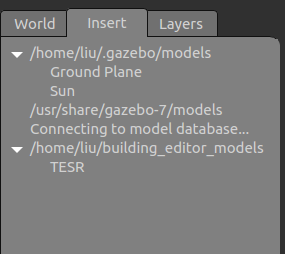 World Insert Layers
/home/liu/.gazebo/models
Ground Plane
Sun
/usr/share/gazebo-7/models
Connecting to model database...
/home/liu/building_editor_models
TESR